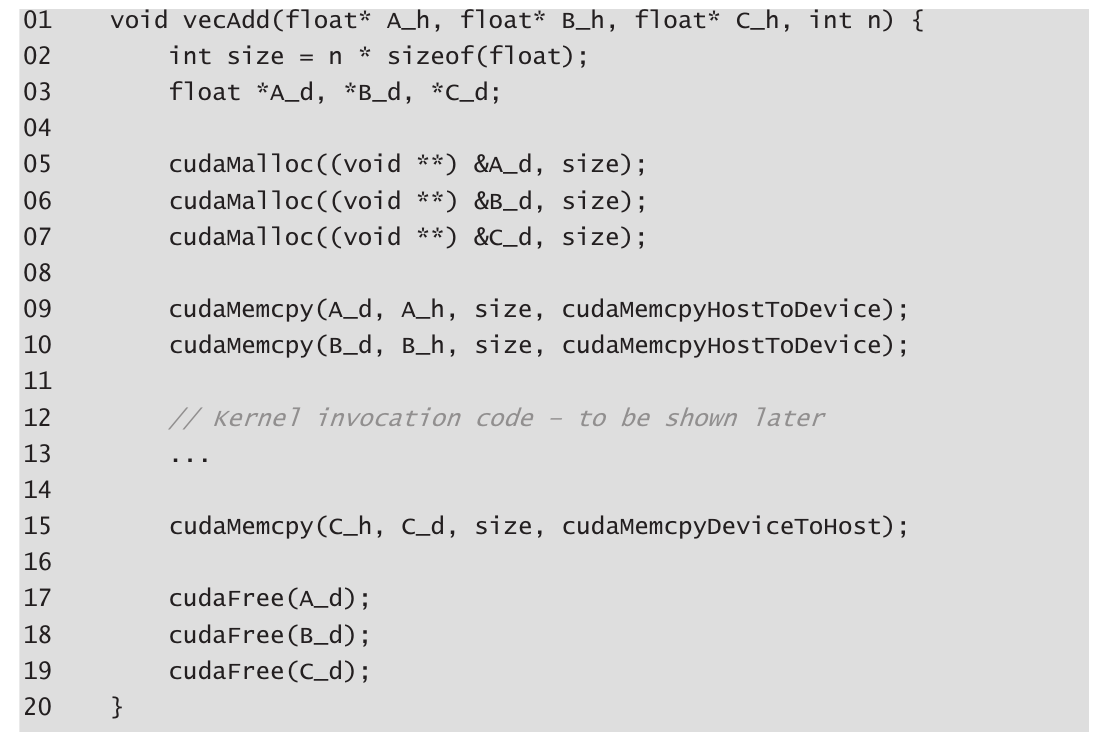 01    void vecAdd(float* A_h, float* B_h, float* C_h, int n) {
02        int size = n * sizeof(float);
03        float *A_d, *B_d, *C_d;
04
05        cudaMalloc((void **) &A_d, size);
06        cudaMalloc((void **) &B_d, size);
07        cudaMalloc((void **) &C_d, size);
08
09        cudaMemcpy(A_d, A_h, size, cudaMemcpyHostToDevice);
10        cudaMemcpy(B_d, B_h, size, cudaMemcpyHostToDevice);
11
12        // Kernel invocation code – to be shown later
13        ...
14
15        cudaMemcpy(C_h, C_d, size, cudaMemcpyDeviceToHost);
16
17        cudaFree(A_d);
18        cudaFree(B_d);
19        cudaFree(C_d);
20    }